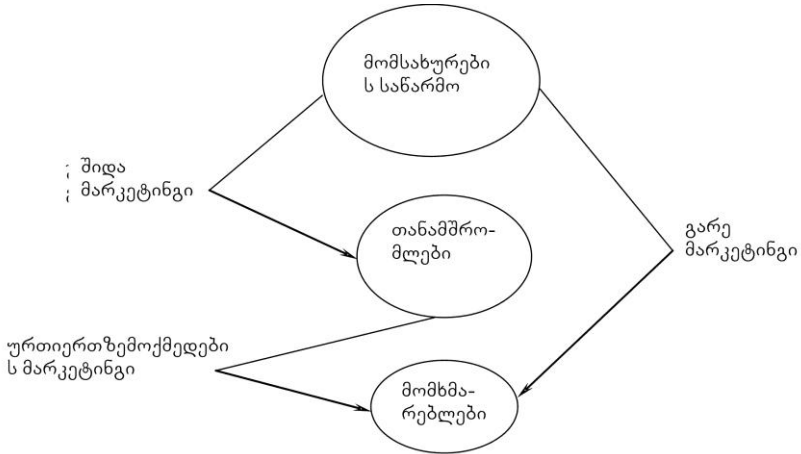 მომსახურები
ს საწარმო
შიდა
მარკეტინგი
თანამშრო-
მლები
გარე
მარკეტინგი
ურთიერთზემოქმედები
ს მარკეტინგი
მომხმა-
რებლები